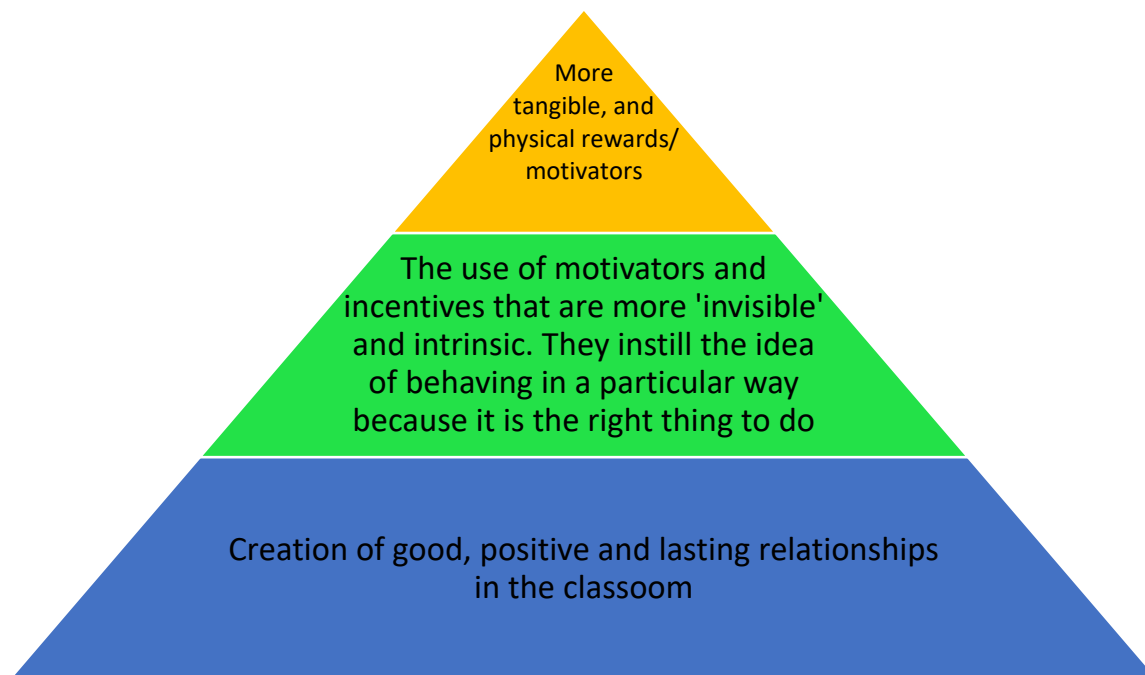 More
tangible, and
physical rewards/
motivators
The use of motivators and
incentives that are more 'invisible'
and intrinsic. They instill the idea
of behaving in a particular way
because it is the right thing to do
Creation of good, positive and lasting relationships
in the classoom